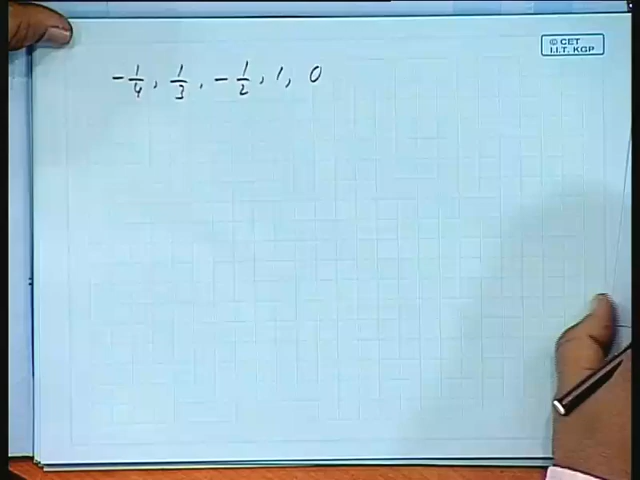 -1/4, 1/3, -1/2, 1, 0
© CET
I.I.T. KGP